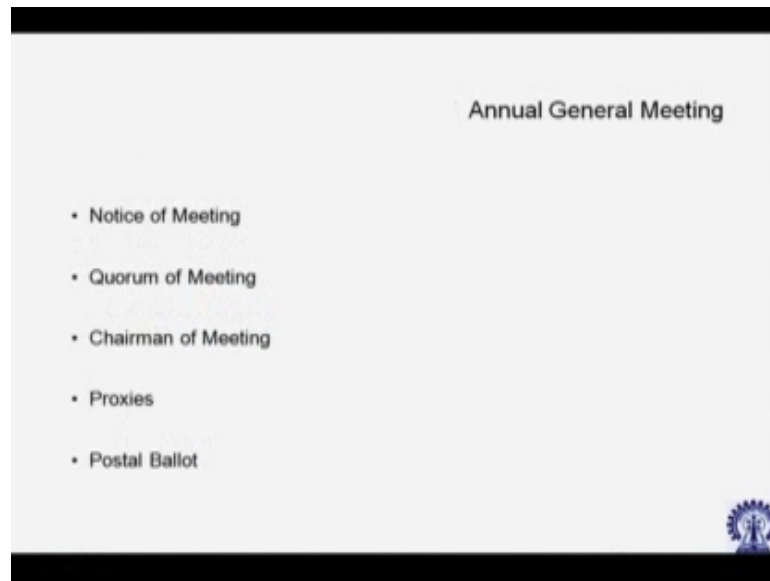 Annual General Meeting
• Notice of Meeting
• Quorum of Meeting
• Chairman of Meeting
• Proxies
• Postal Ballot